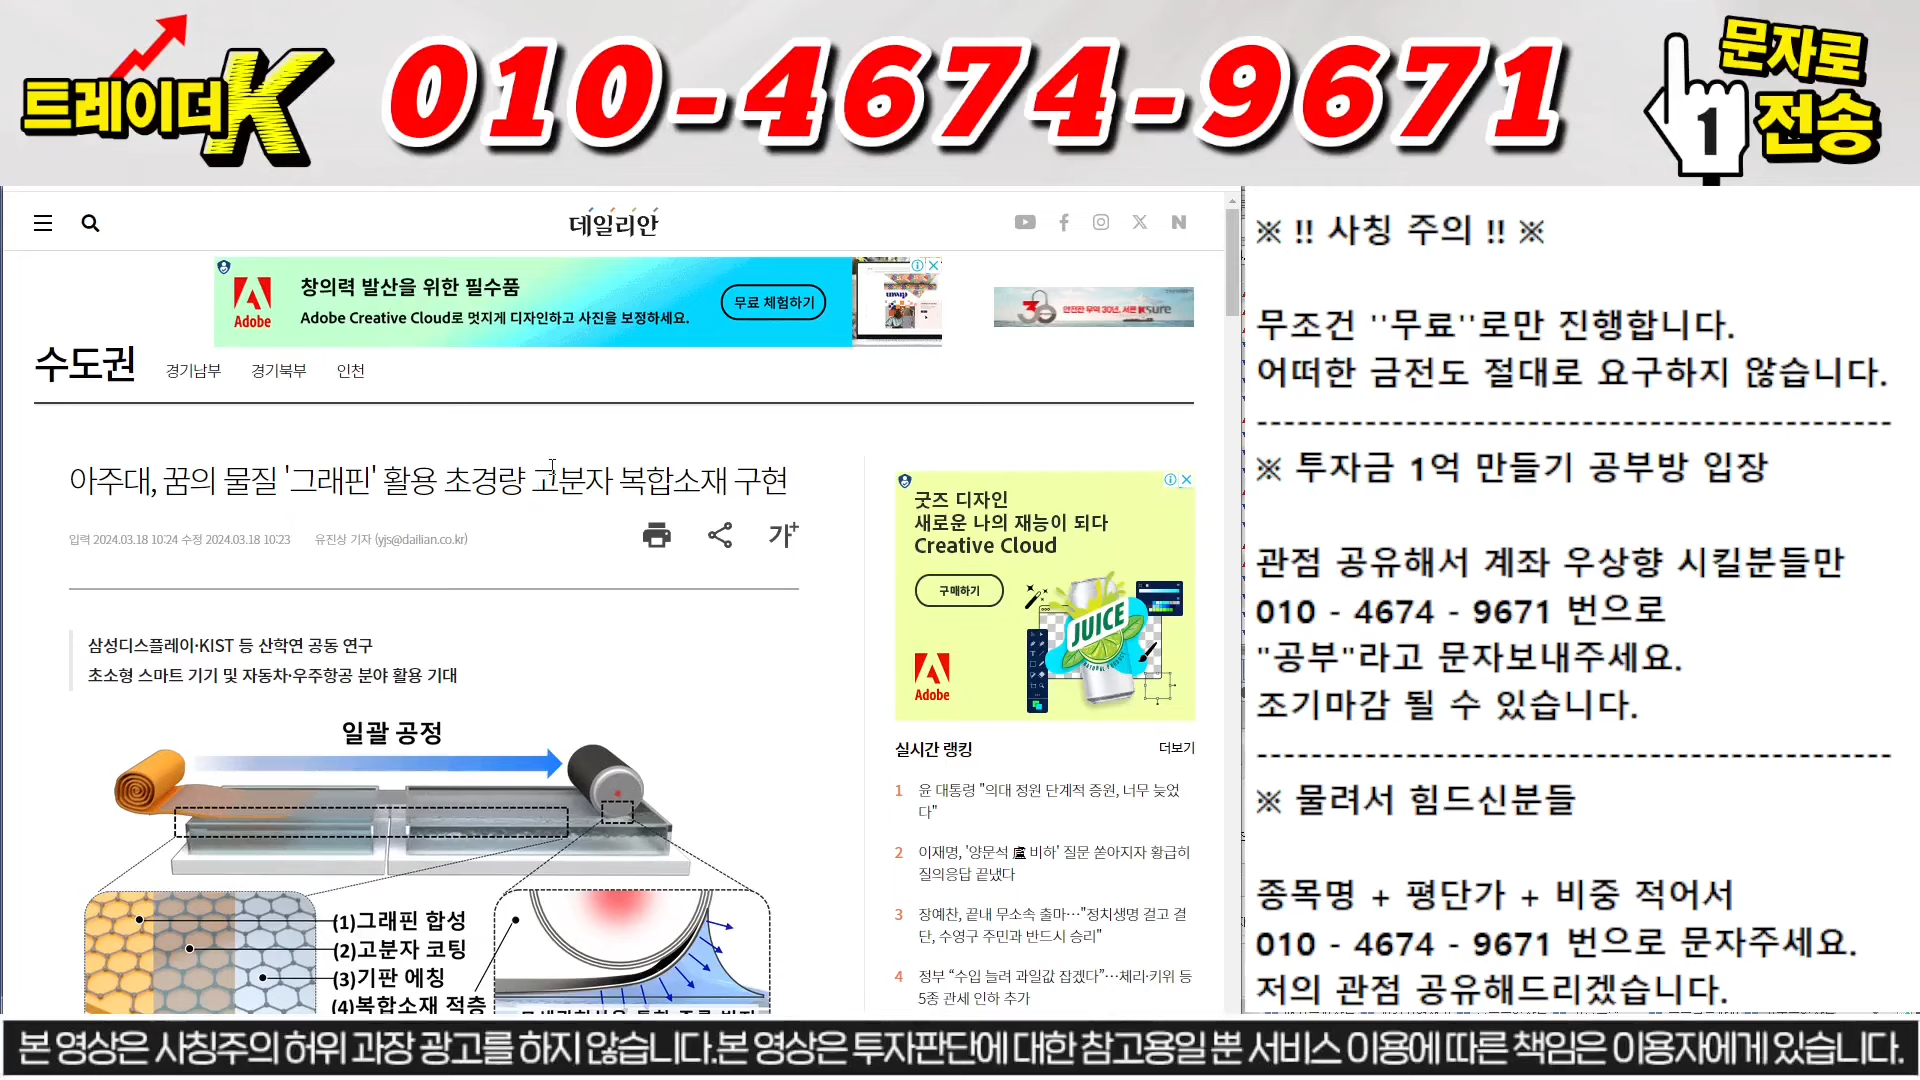 트레이더K
010-4674-9671
문자로
1
전송
데일리안
Adobe
창의력 발산을 위한 필수품
Adobe Creative Cloud로 멋지게 디자인하고 사진을 보정하세요.
무료 체험하기
안전한 무역 30년, 서른 Ksure
수도권
경기남부
경기북부
인천
아주대, 꿈의 물질 '그래핀' 활용 초경량 고분자 복합소재 구현
입력 2024.03.18 10:24 수정 2024.03.18 10:23
유진상 기자 (yjs@dailian.co.kr)
가+
삼성디스플레이·KIST 등 산학연 공동 연구
초소형 스마트 기기 및 자동차·우주항공 분야 활용 기대
일괄 공정
(1)그래핀 합성
(2)고분자 코팅
(3)기판 에칭
(4)복합소재 적층
굿즈 디자인
새로운 나의 재능이 되다
Creative Cloud
구매하기
JUICE
Adobe
실시간 랭킹
더보기
1 윤 대통령 "의대 정원 단계적 증원, 너무 늦었
다"
2 이재명, '양문석 盧 비하' 질문 쏟아지자 황급히
질의응답 끝냈다
3 장예찬, 끝내 무소속 출마…"정치생명 걸고 결
단, 수영구 주민과 반드시 승리"
4 정부 “수입 늘려 과일값 잡겠다”…체리·키위 등
5종 관세 인하 추가
※ !! 사칭 주의 !! ※
무조건 ''무료''로만 진행합니다.
어떠한 금전도 절대로 요구하지 않습니다.
-----------------------------------------------
※ 투자금 1억 만들기 공부방 입장
관점 공유해서 계좌 우상향 시킬분들만
010 - 4674 - 9671 번으로
"공부"라고 문자보내주세요.
조기마감 될 수 있습니다.
-----------------------------------------------
※ 물려서 힘드신분들
종목명 + 평단가 + 비중 적어서
010 - 4674 - 9671 번으로 문자주세요.
저의 관점 공유해드리겠습니다.
본 영상은 사칭주의 허위 과장 광고를 하지 않습니다.본 영상은 투자판단에 대한 참고용일 뿐 서비스 이용에 따른 책임은 이용자에게 있습니다.